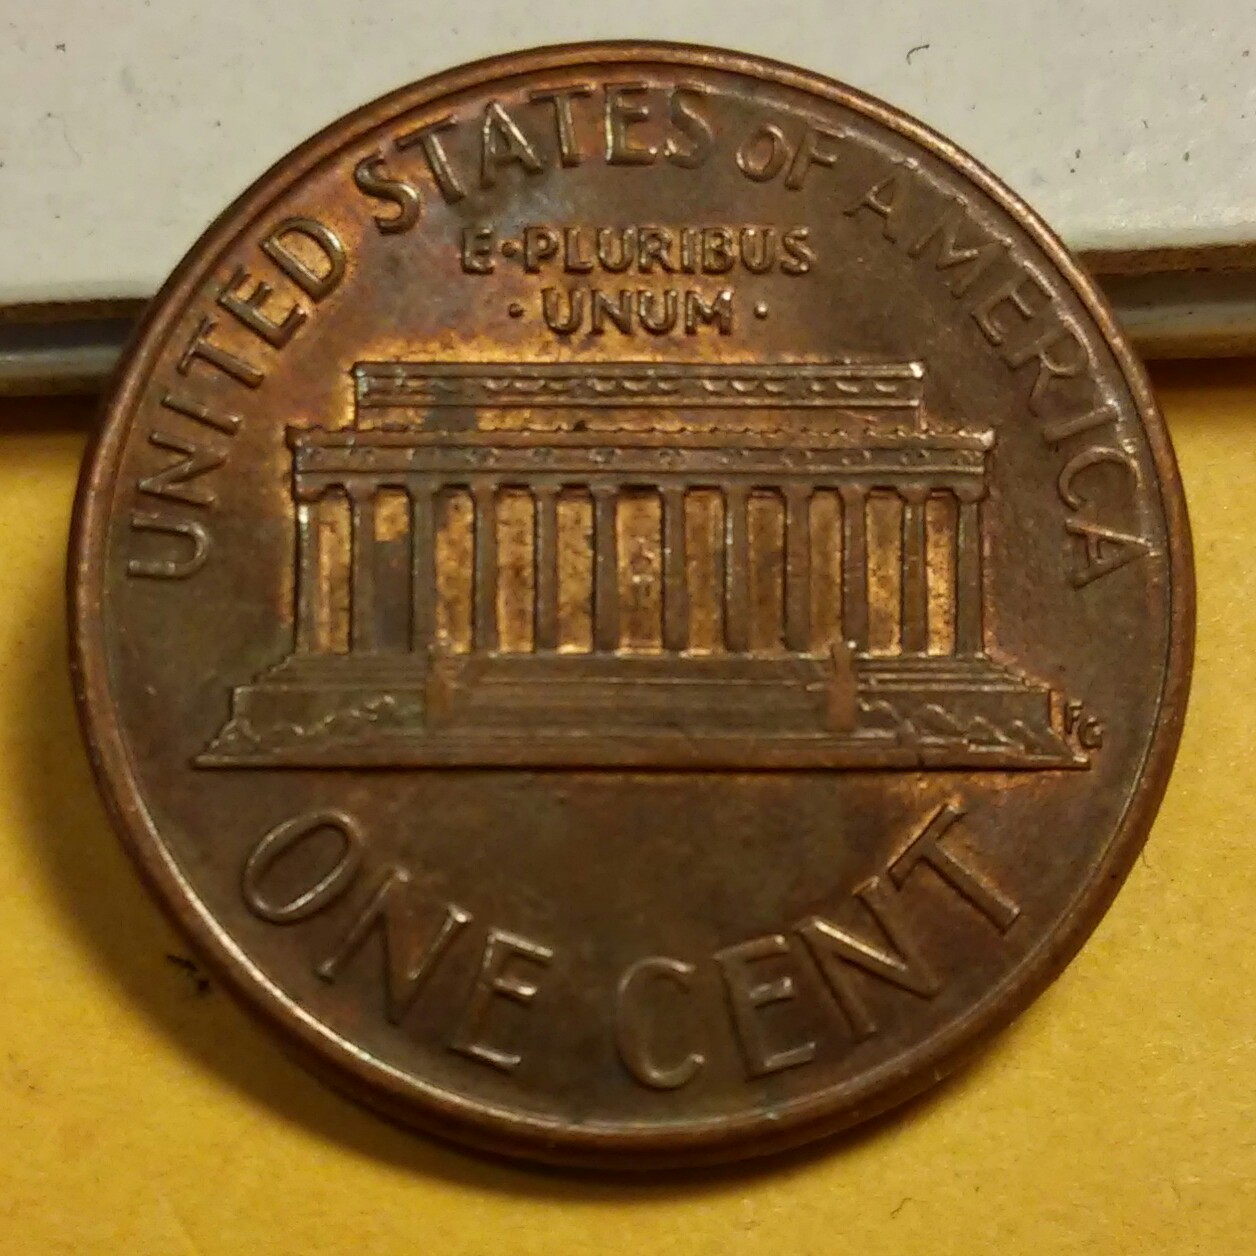 UNITED STATES OF AMERICA
E·PLURIBUS
·UNUM·
FG
ONE CENT